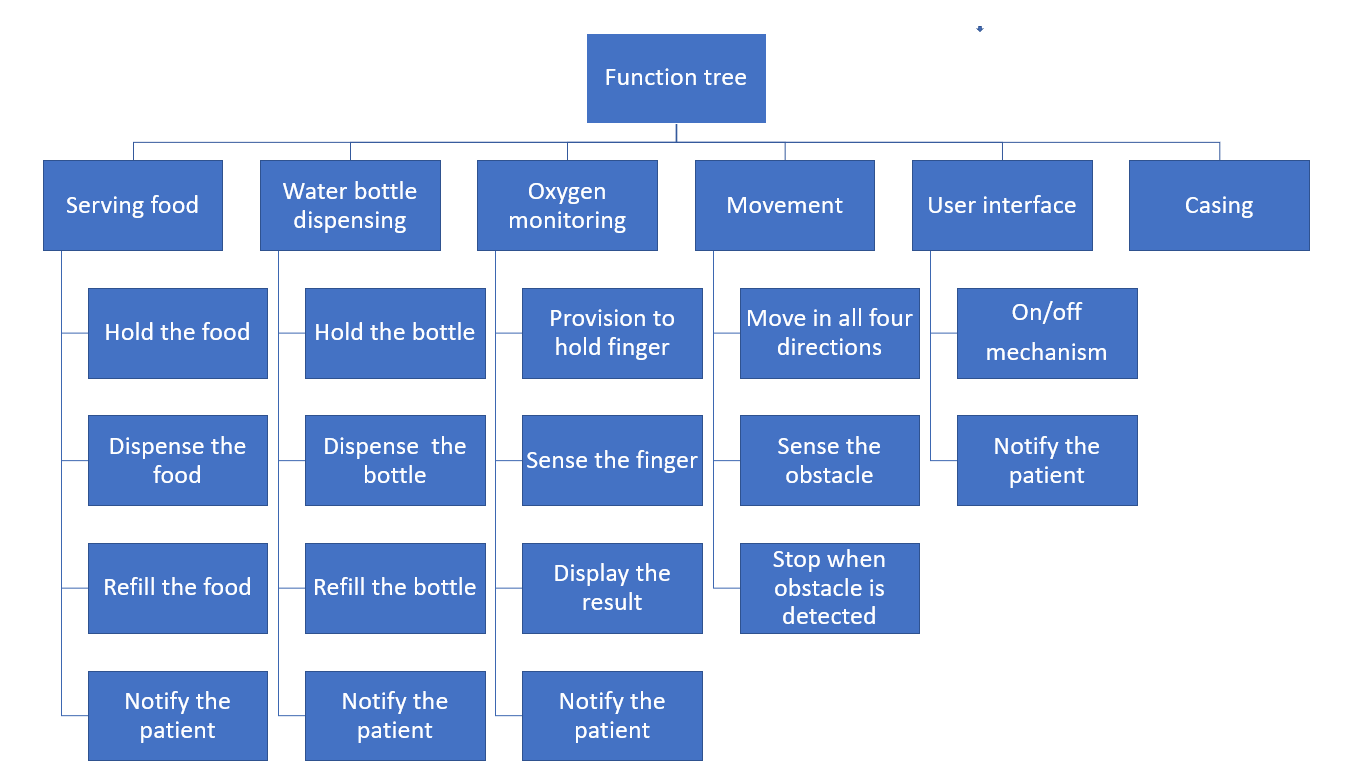 Function tree
Serving food
Water bottle
dispensing
Oxygen
monitoring
Movement
User interface
Casing
Hold the food
Dispense the
food
Refill the food
Notify the
patient
Hold the bottle
Dispense  the
bottle
Refill the bottle
Notify the
patient
Provision to
hold finger
Sense the finger
Display the
result
Notify the
patient
Move in all four
directions
Sense the
obstacle
Stop when
obstacle is
detected
On/off
mechanism
Notify the
patient